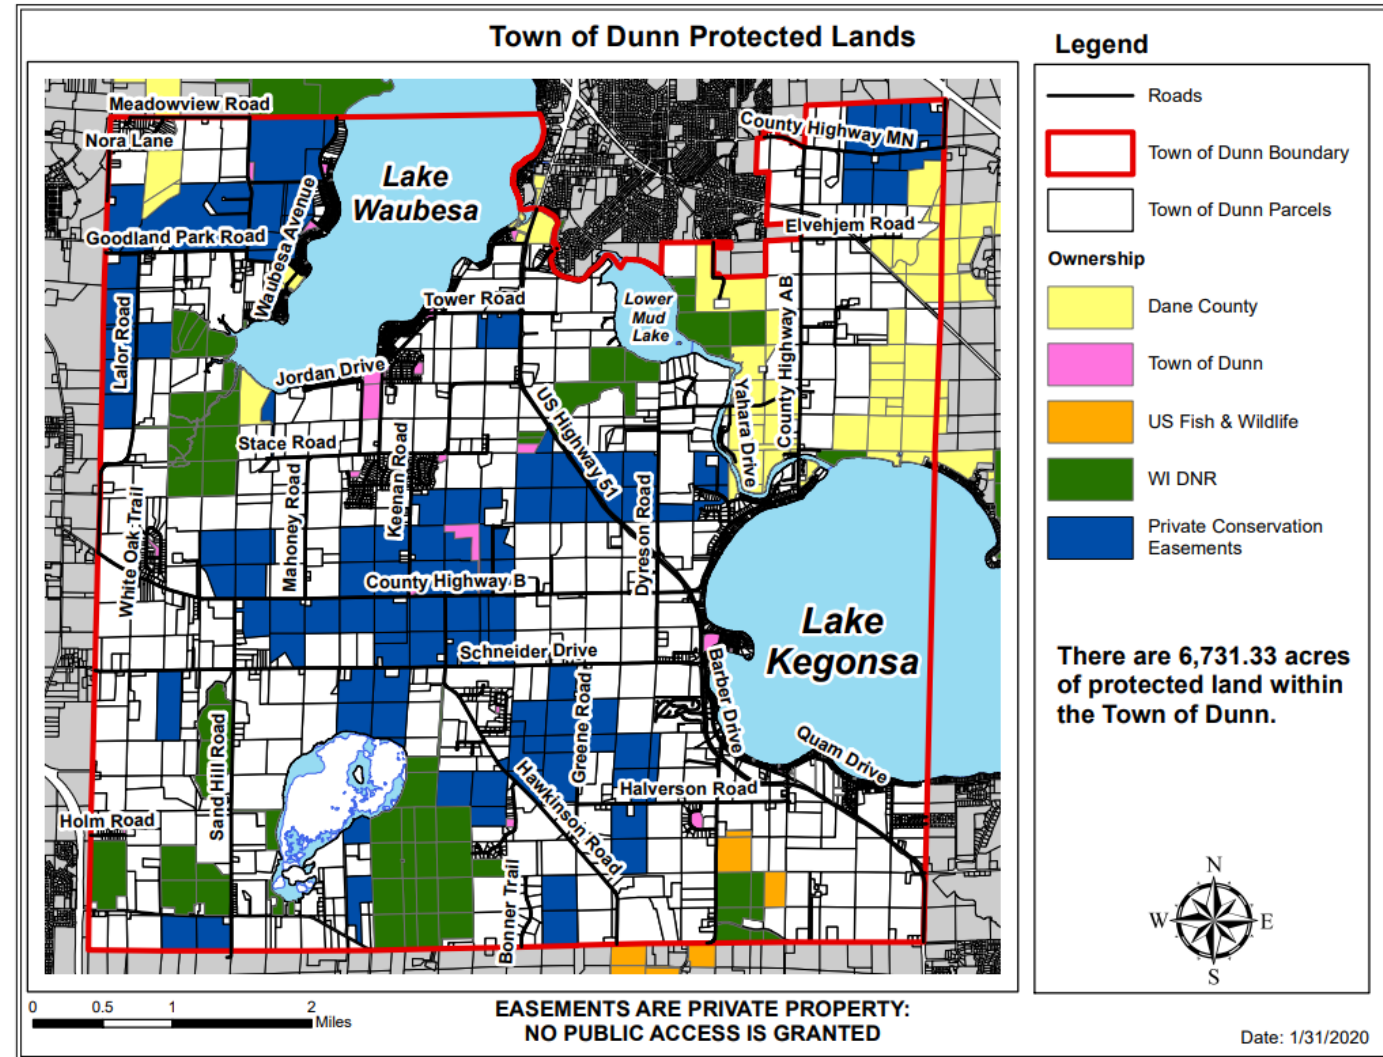 Town of Dunn Protected Lands
Meadowview Road
Nora Lane
County Highway MN
Lake
Waubesa
Waubesa Avenue
Goodland Park Road
Elvehjem Road
Lalor Road
Tower Road
Lower
Mud
Lake
County Highway AB
Jordan Drive
Yahara Drive
US Highway 51
Stace Road
Keenan Road
Mahoney Road
Dyreson Road
White Oak Trail
County Highway B
Lake
Kegonsa
Schneider Drive
Barber Drive
Greene Road
Sand Hill Road
Quam Drive
Halverson Road
Hawkinson Road
Holm Road
Bonner Trail
0 0.5 1 2
Miles
EASEMENTS ARE PRIVATE PROPERTY:
NO PUBLIC ACCESS IS GRANTED
Legend
Roads
Town of Dunn Boundary
Town of Dunn Parcels
Ownership
Dane County
Town of Dunn
US Fish & Wildlife
WI DNR
Private Conservation
Easements
There are 6,731.33 acres
of protected land within
the Town of Dunn.
N
W E
S
Date: 1/31/2020